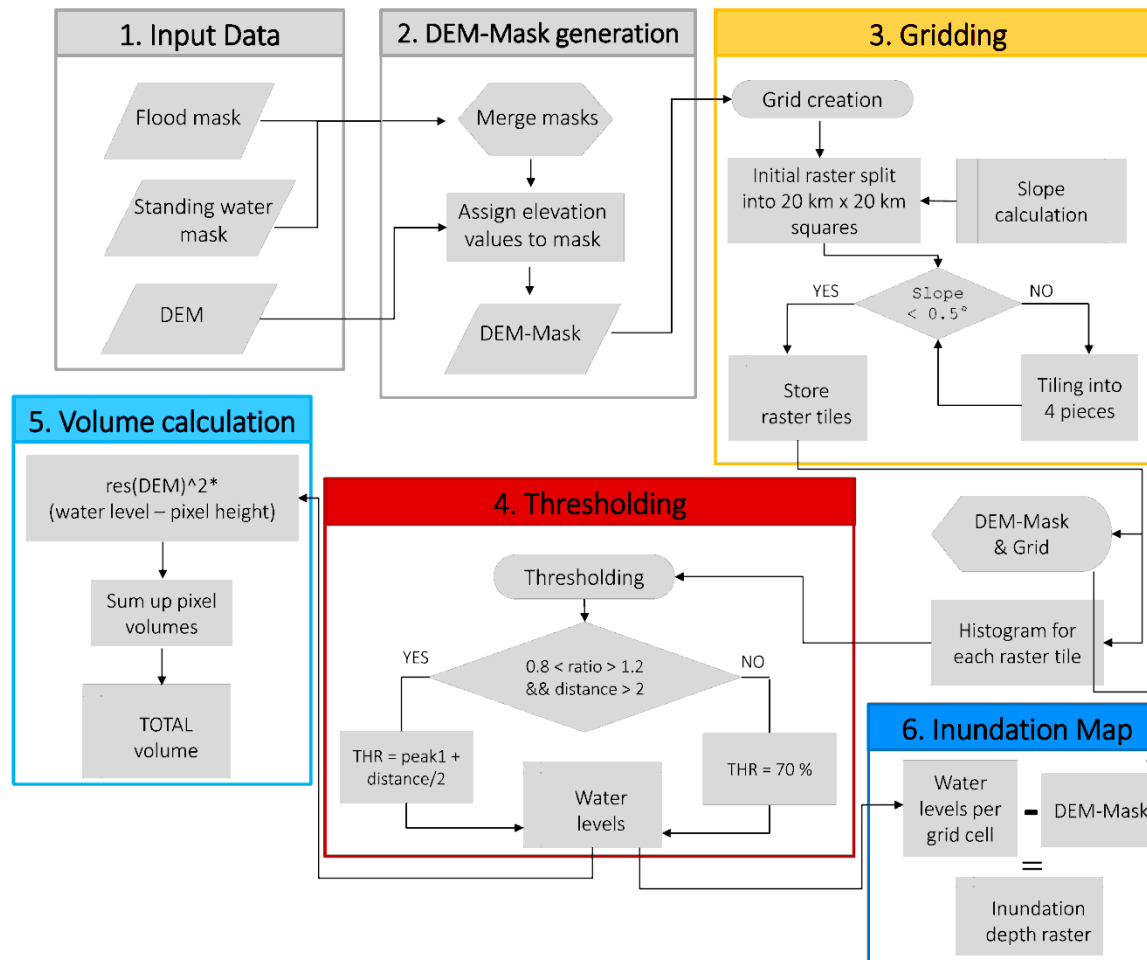 1. Input Data
Flood mask
Standing water
mask
DEM
2. DEM-Mask generation
Merge masks
Assign elevation
values to mask
DEM-Mask
3. Gridding
Grid creation
Initial raster split
into 20 km x 20 km
squares
Slope
calculation
YES
Slope
< 0.5°
NO
Store
raster tiles
Tiling into
4 pieces
DEM-Mask
& Grid
Histogram for
each raster tile
4. Thresholding
Thresholding
YES
0.8 < ratio > 1.2
&& distance > 2
NO
THR = peak1 +
distance/2
THR = 70 %
Water
levels
5. Volume calculation
res(DEM)^2*
(water level – pixel height)
Sum up pixel
volumes
TOTAL
volume
6. Inundation Map
Water
levels per
grid cell
-
DEM-Mask
=
Inundation
depth raster